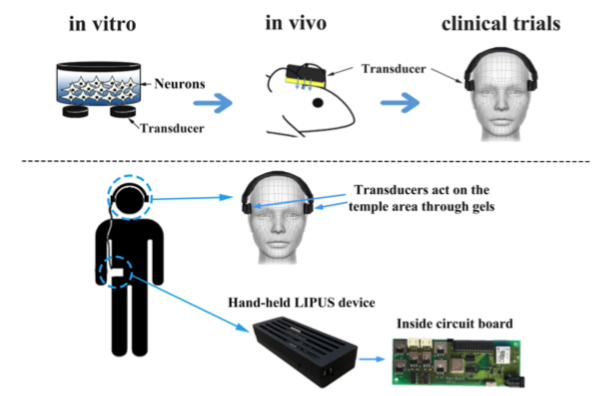 in vitro
in vivo
clinical trials
Neurons
Transducer
Transducer
Transducers act on the
temple area through gels
Hand-held LIPUS device
Inside circuit board